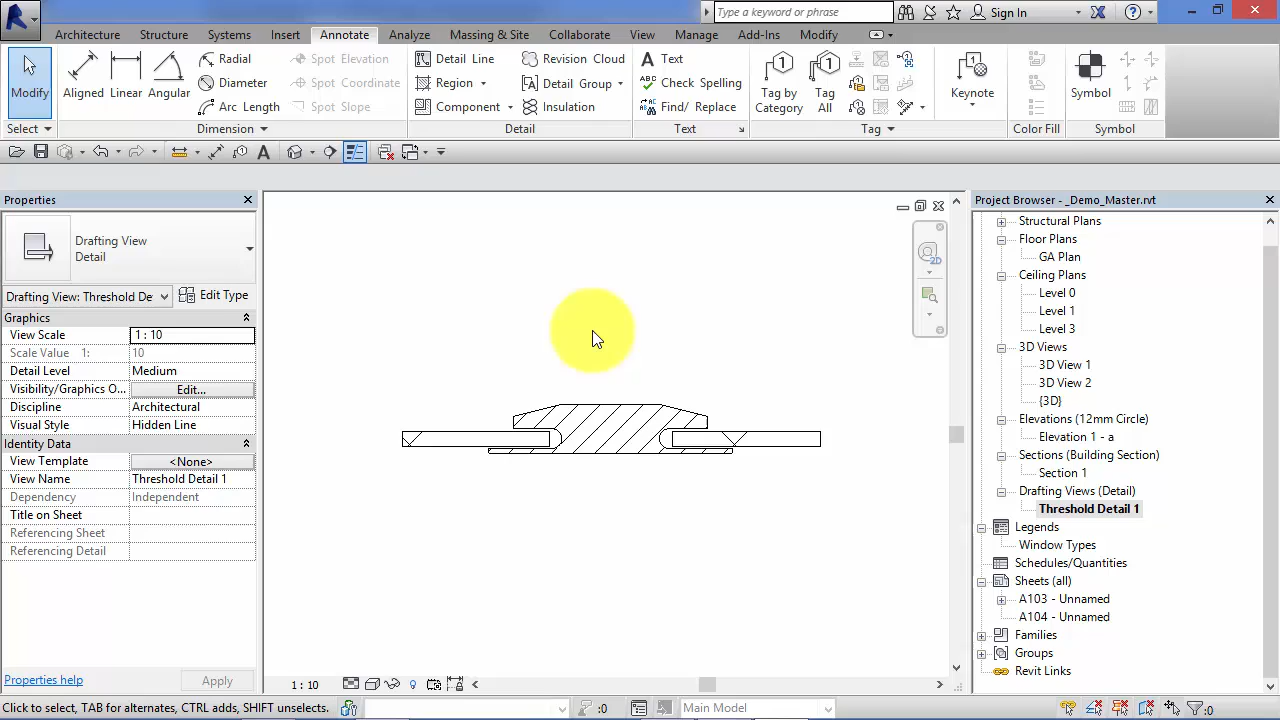 Type a keyword or phrase
Sign In
Architecture Structure Systems Insert Annotate Analyze Massing & Site Collaborate View Manage Add-Ins Modify
Modify
Aligned Linear Angular
Radial
Diameter
Arc Length
Spot Elevation
Spot Coordinate
Spot Slope
Detail Line
Region
Component
Revision Cloud
Detail Group
Insulation
Text
Check Spelling
Find/ Replace
Tag by Category
Tag All
Keynote
Symbol
Select Dimension Detail Text Tag Color Fill Symbol
Properties
Drafting View
Detail
Drafting View: Threshold De
Edit Type
Graphics
View Scale 1 : 10
Scale Value 1: 10
Detail Level Medium
Visibility/Graphics O... Edit...
Discipline Architectural
Visual Style Hidden Line
Identity Data
View Template <None>
View Name Threshold Detail 1
Dependency Independent
Title on Sheet
Referencing Sheet
Referencing Detail
Properties help
Apply
2D
1 : 10
Project Browser - _Demo_Master.rvt
Structural Plans
Floor Plans
GA Plan
Ceiling Plans
Level 0
Level 1
Level 3
3D Views
3D View 1
3D View 2
{3D}
Elevations (12mm Circle)
Elevation 1 - a
Sections (Building Section)
Section 1
Drafting Views (Detail)
Threshold Detail 1
Legends
Window Types
Schedules/Quantities
Sheets (all)
A103 - Unnamed
A104 - Unnamed
Families
Groups
Revit Links
Click to select, TAB for alternates, CTRL adds, SHIFT unselects.
:0
Main Model
:0